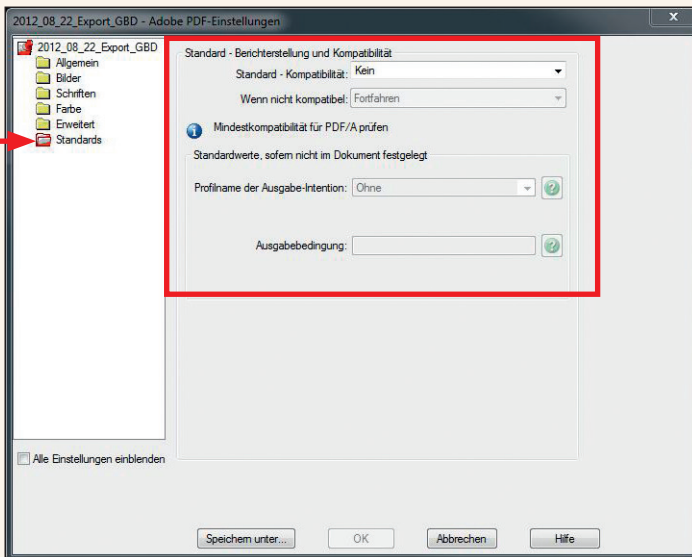 2012_08_22_Export_GBD - Adobe PDF-Einstellungen
X
2012_08_22_Export_GBD
Allgemein
Bilder
Schriften
Farbe
Erweitert
Standards
Alle Einstellungen einblenden
Standard - Berichterstellung und Kompatibilität
Standard - Kompatibilität: Kein
Wenn nicht kompatibel: Fortfahren
Mindestkompatibilität für PDF/A prüfen
Standardwerte, sofern nicht im Dokument festgelegt
Profilname der Ausgabe-Intention: Ohne
Ausgabebedingung:
Speichern unter... OK Abbrechen Hilfe